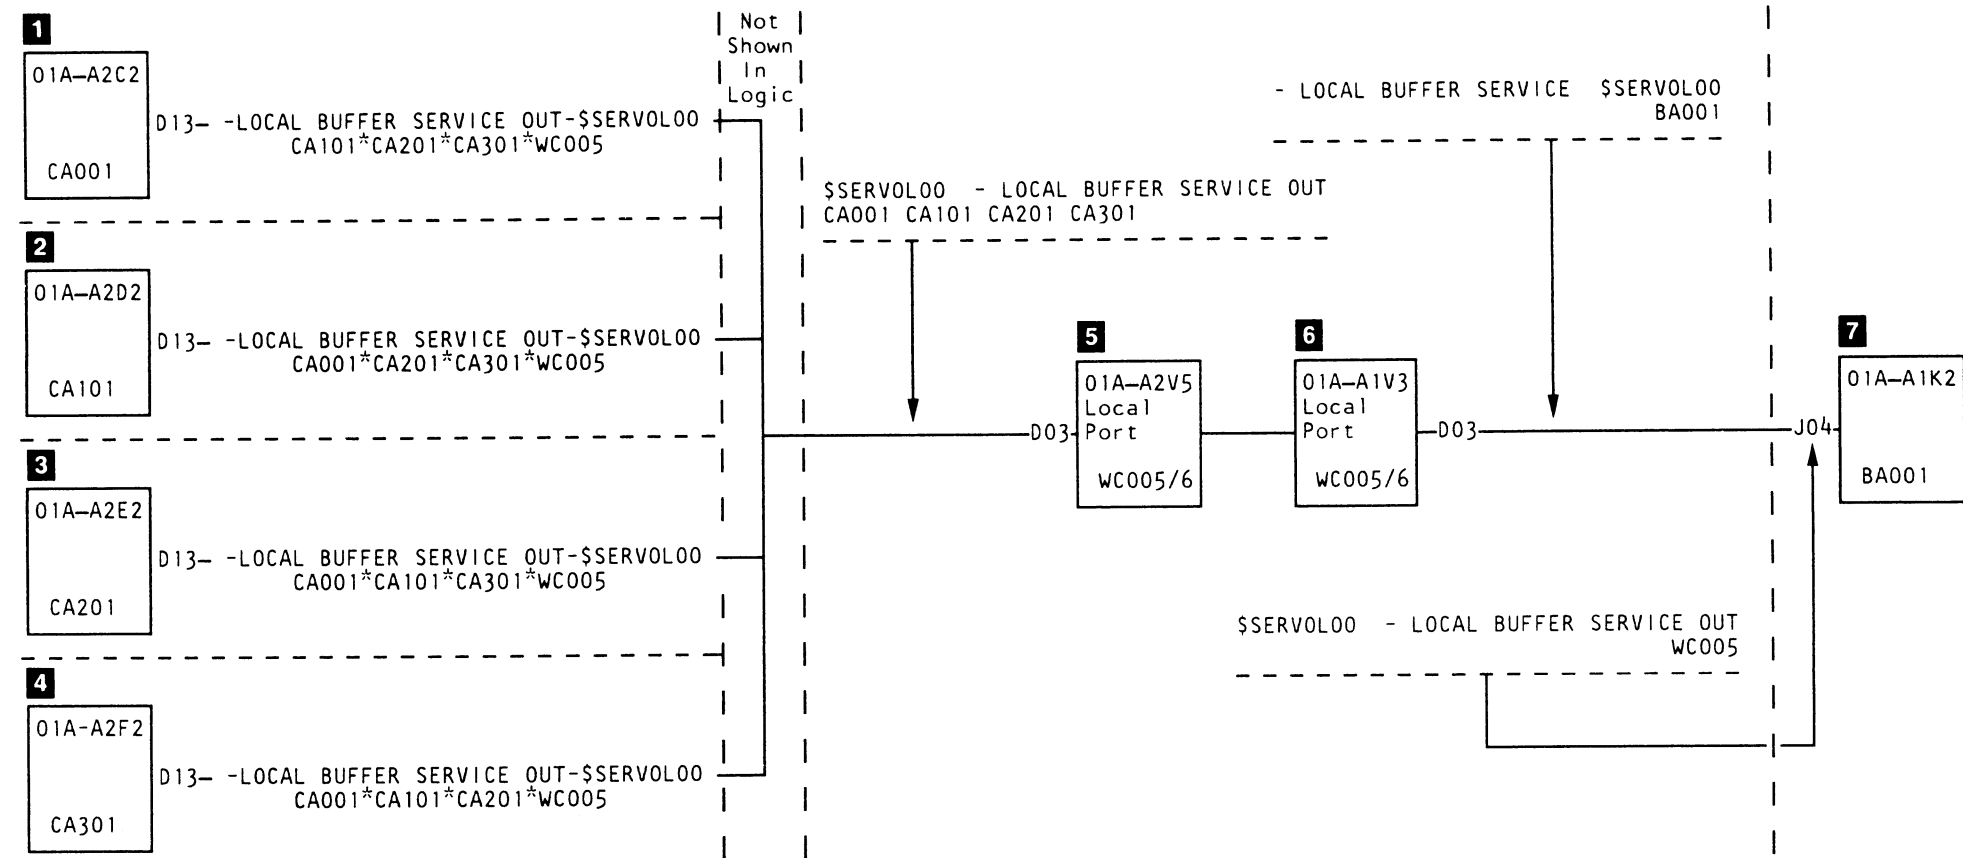 1
01A—A2C2
D13— -LOCAL BUFFER SERVICE OUT-$SERVOL00
CA101*CA201*CA301*WC005
CA001
Not
Shown
In
Logic
- LOCAL BUFFER SERVICE $SERVOL00
BA001
$SERVOL00 - LOCAL BUFFER SERVICE OUT
CA001 CA101 CA201 CA301
2
01A—A2D2
D13— -LOCAL BUFFER SERVICE OUT-$SERVOL00
CA001*CA201*CA301*WC005
CA101
3
01A—A2E2
D13— -LOCAL BUFFER SERVICE OUT-$SERVOL00
CA001*CA101*CA301*WC005
CA201
4
01A-A2F2
D13— -LOCAL BUFFER SERVICE OUT-$SERVOL00
CA001*CA101*CA201*WC005
CA301
D03
5
01A—A2V5
Local
Port
WC005/6
6
01A—A1V3
Local
Port
WC005/6
D03
J04
7
01A—A1K2
BA001
$SERVOL00 - LOCAL BUFFER SERVICE OUT
WC005